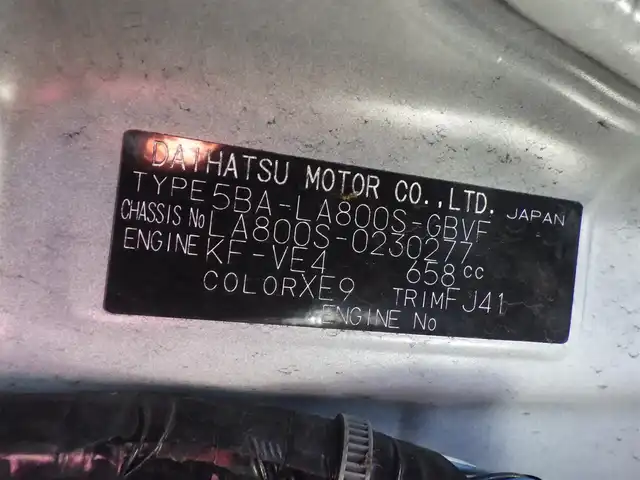 DAIHATSU MOTOR CO.,LTD. JAPAN
TYPE 5BA-LA800S-GBVF
CHASSIS No LA800S-0230277
ENGINE KF-VE4 658cc
COLOR XE9 TRIM FJ41
ENGINE No